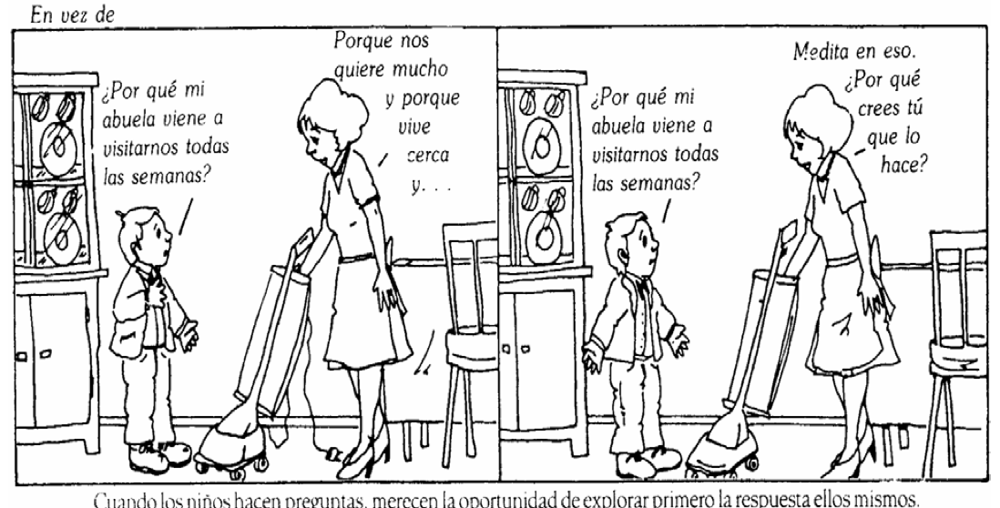 En vez de
¿Por qué mi
abuela viene a
visitarnos todas
las semanas?
Porque nos
quiere mucho
y porque
vive
cerca
y. . .
¿Por qué mi
abuela viene a
visitarnos todas
las semanas?
Medita en eso.
¿Por qué
crees tú
que lo
hace?
Cuando los niños hacen preguntas, merecen la oportunidad de explorar primero la respuesta ellos mismos.